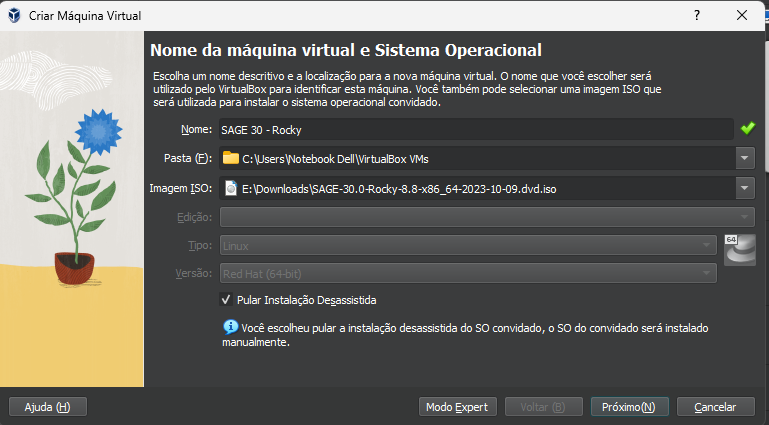 Criar Máquina Virtual
Nome da máquina virtual e Sistema Operacional
Escolha um nome descritivo e a localização para a nova máquina virtual. O nome que você escolher será
utilizado pelo VirtualBox para identificar esta máquina. Você também pode selecionar uma imagem ISO que
será utilizada para instalar o sistema operacional convidado.
Nome: SAGE 30 - Rocky
Pasta (F): C:\Users\Notebook Dell\VirtualBox VMs
Imagem ISO: E:\Downloads\SAGE-30.0-Rocky-8.8-x86_64-2023-10-09.dvd.iso
Edição:
Tipo: Linux 64
Versão: Red Hat (64-bit)
Pular Instalação Desassistida
Você escolheu pular a instalação desassistida do SO convidado, o SO do convidado será instalado
manualmente.
Ajuda (H) Modo Expert Voltar (B) Próximo(N) Cancelar